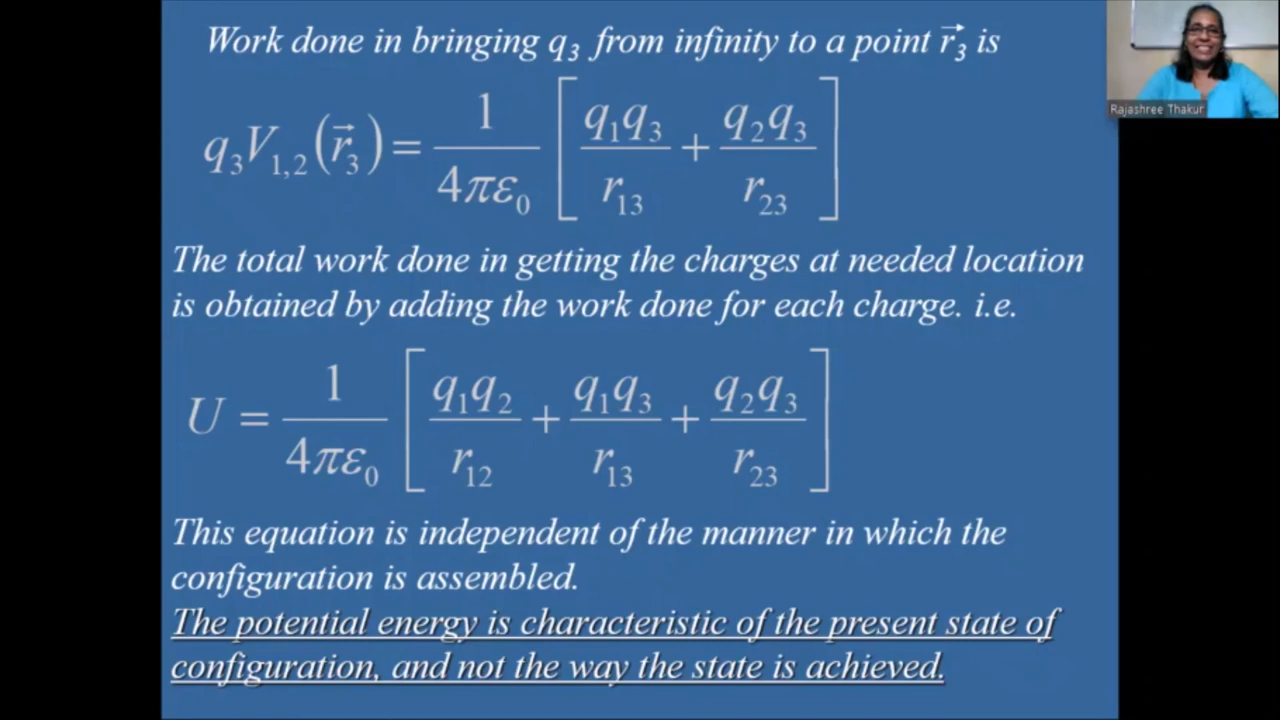 Work done in bringing q₃ from infinity to a point r⃗₃ is
q₃V₁,₂(r⃗₃) = 1/4πε₀ [q₁q₃/r₁₃ + q₂q₃/r₂₃]
Rajashree Thakur
The total work done in getting the charges at needed location
is obtained by adding the work done for each charge. i.e.
U = 1/4πε₀ [q₁q₂/r₁₂ + q₁q₃/r₁₃ + q₂q₃/r₂₃]
This equation is independent of the manner in which the
configuration is assembled.
The potential energy is characteristic of the present state of
configuration, and not the way the state is achieved.